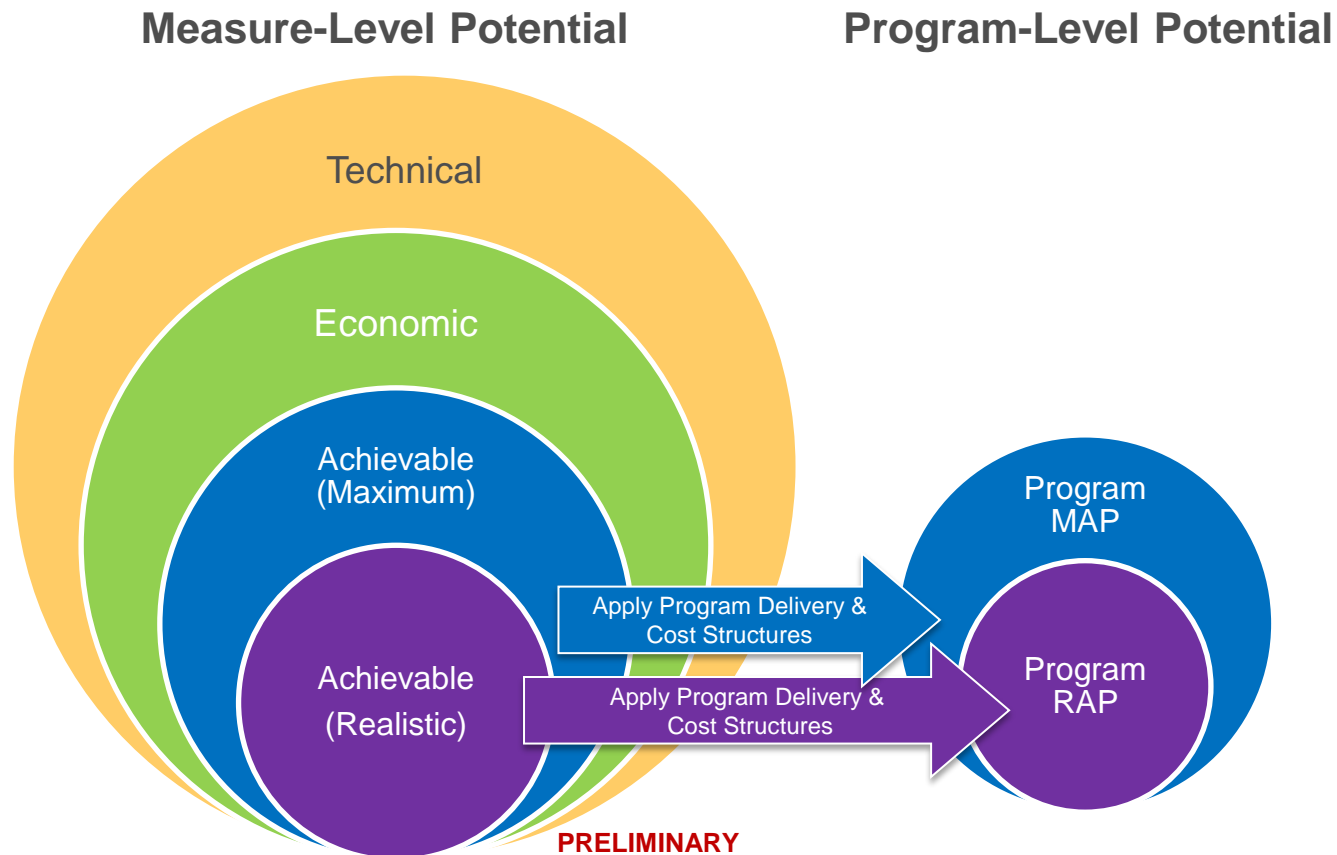 Measure-Level Potential
Program-Level Potential
Technical
Economic
Achievable
(Maximum)
Achievable
(Realistic)
Apply Program Delivery &
Cost Structures
Apply Program Delivery &
Cost Structures
Program
MAP
Program
RAP
PRELIMINARY